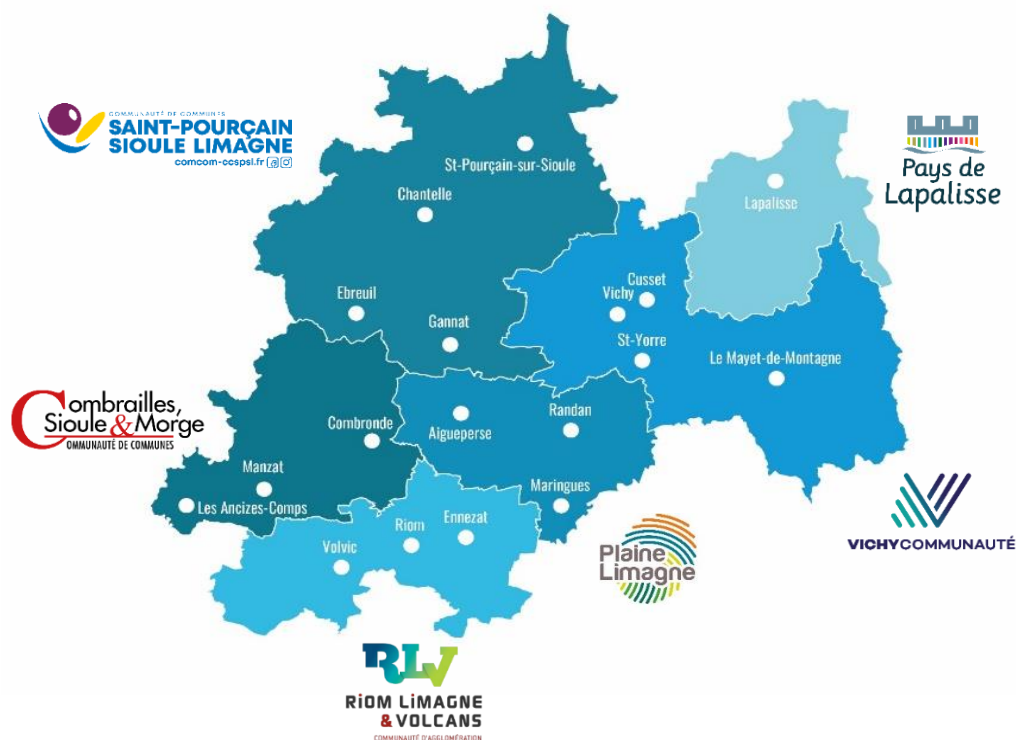 COMMUNAUTÉ DE COMMUNES
SAINT-POURÇAIN
SIOULE LIMAGNE
comcom-ccspsl.fr
St-Pourçain-sur-Sioule
Pays de
Lapalisse
Chantelle
Lapalisse
Ebreuil
Cusset
Vichy
Gannat
St-Yorre
Le Mayet-de-Montagne
Combrailles,
Sioule & Morge
COMMUNAUTÉ DE COMMUNES
Combronde
Aigueperse
Randan
Manzat
Les Ancizes-Comps
Maringues
Riom
Ennezat
Volvic
Plaine
Limagne
VICHYCOMMUNAUTÉ
RLV
RiOM LiMAGNE
& VOLCANS
COMMUNAUTÉ D'AGGLOMÉRATION